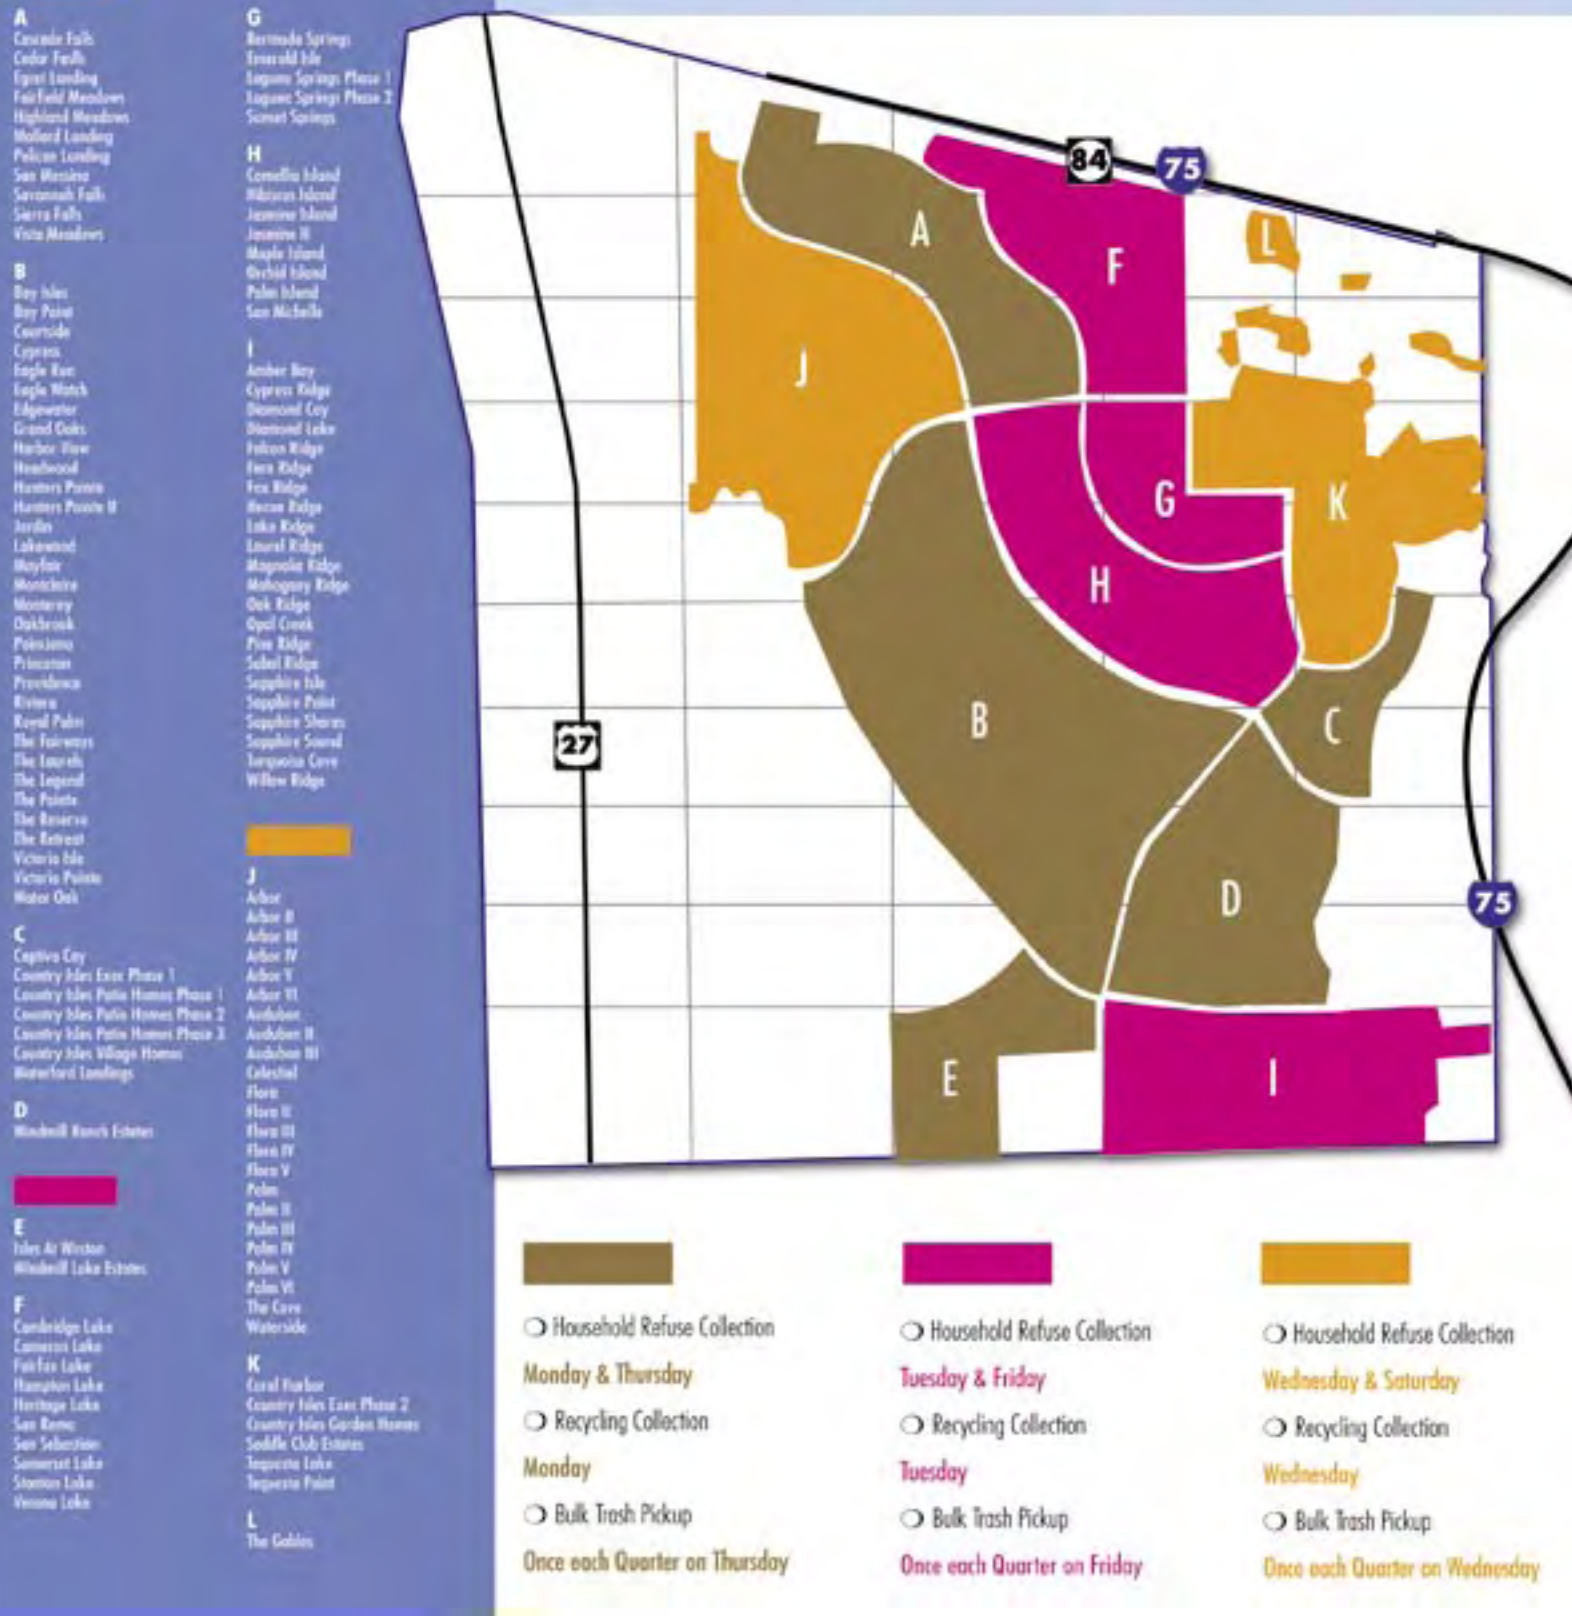 A
Cascade Falls
Cedar Faulls
Egret Landing
Fairfield Meadows
Highland Meadows
Mallard Landing
Pelican Landing
San Messina
Savannah Falls
Sierra Falls
Vista Meadows
B
Bay Isles
Bay Point
Courtside
Cypress
Eagle Run
Eagle Watch
Edgewater
Grand Oaks
Harbor View
Heathwood
Hunters Pointe
Hunters Pointe II
Jardin
Lakewood
Mayfair
Montclaire
Monterey
Oakbrook
Poinciana
Princeton
Providence
Riviera
Royal Palm
The Fairways
The Laurels
The Legend
The Pointe
The Reserve
The Retreat
Victoria Isle
Victoria Pointe
Water Oak
C
Captiva Cay
Country Isles Exec Phase 1
Country Isles Patio Homes Phase 1
Country Isles Patio Homes Phase 2
Country Isles Patio Homes Phase 3
Country Isles Village Homes
Waterford Landings
D
Windmill Ranch Estates
E
Isles At Weston
Windmill Lake Estates
F
Cambridge Lake
Cameron Lake
Fairfax Lake
Hampton Lake
Heritage Lake
San Remo
San Sebastian
Somerset Lake
Stanton Lake
Verona Lake
G
Bermuda Springs
Emerald Isle
Laguna Springs Phase 1
Laguna Springs Phase 2
Sunset Springs
H
Camellia Island
Hibiscus Island
Jasmine Island
Jasmine II
Maple Island
Orchid Island
Palm Island
San Michelle
I
Amber Bay
Cypress Ridge
Diamond Cay
Diamond Lake
Falcon Ridge
Fern Ridge
Fox Ridge
Heron Ridge
Lake Ridge
Laurel Ridge
Magnolia Ridge
Mahogany Ridge
Oak Ridge
Opal Creek
Pine Ridge
Sabal Ridge
Sapphire Isle
Sapphire Point
Sapphire Shores
Sapphire Sound
Turquoise Cove
Willow Ridge
J
Arbor
Arbor II
Arbor III
Arbor IV
Arbor V
Arbor VI
Audubon
Audubon II
Audubon III
Celestial
Flora
Flora II
Flora III
Flora IV
Flora V
Palm
Palm II
Palm III
Palm IV
Palm V
Palm VI
The Cove
Waterside
K
Coral Harbor
Country Isles Exec Phase 2
Country Isles Garden Homes
Saddle Club Estates
Tequesta Lake
Tequesta Point
L
The Gables
84
75
L
A
F
J
G
K
H
B
C
27
D
75
E
I
Household Refuse Collection
Monday & Thursday
Recycling Collection
Monday
Bulk Trash Pickup
Once each Quarter on Thursday
Household Refuse Collection
Tuesday & Friday
Recycling Collection
Tuesday
Bulk Trash Pickup
Once each Quarter on Friday
Household Refuse Collection
Wednesday & Saturday
Recycling Collection
Wednesday
Bulk Trash Pickup
Once each Quarter on Wednesday